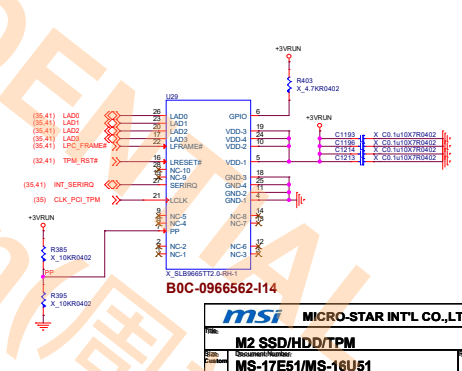 DENTIAL
+3VRUN
R403
X_4.7KR0402
U29
(35,41) LAD0 26 LAD0 GPIO 6
(35,41) LAD1 23 LAD1
(35,41) LAD2 20 LAD2 VDD-3 19
(35,41) LAD3 17 LAD3 VDD-4 24
(35,41) LPC_FRAME# 22 LFRAME# VDD-2 10
+3VRUN
C1193 X_C0.1u10X7R0402
C1196 X_C0.1u10X7R0402
C1214 X_C0.1u10X7R0402
C1213 X_C0.1u10X7R0402
(32,41) TPM_RST# 16 LRESET# VDD-1 5
NC-10
NC-9 GND-3 18
(35,41) INT_SERIRQ 27 SERIRQ GND-4 25
GND-2 11
(35) CLK_PCI_TPM 21 LCLK GND-1 4
+3VRUN
9 NC-5 NC-8 14
NC-4 NC-7
7 PP
R385
X_10KR0402
2 NC-2 NC-6 12
NC-1 NC-3
PP
X_SLB9665TT2.0-RH-1
R395
X_10KR0402
B0C-0966562-I14
msi MICRO-STAR INT'L CO.,LT
Title
M2 SSD/HDD/TPM
Size Document Number
Custom MS-17E51/MS-16U51